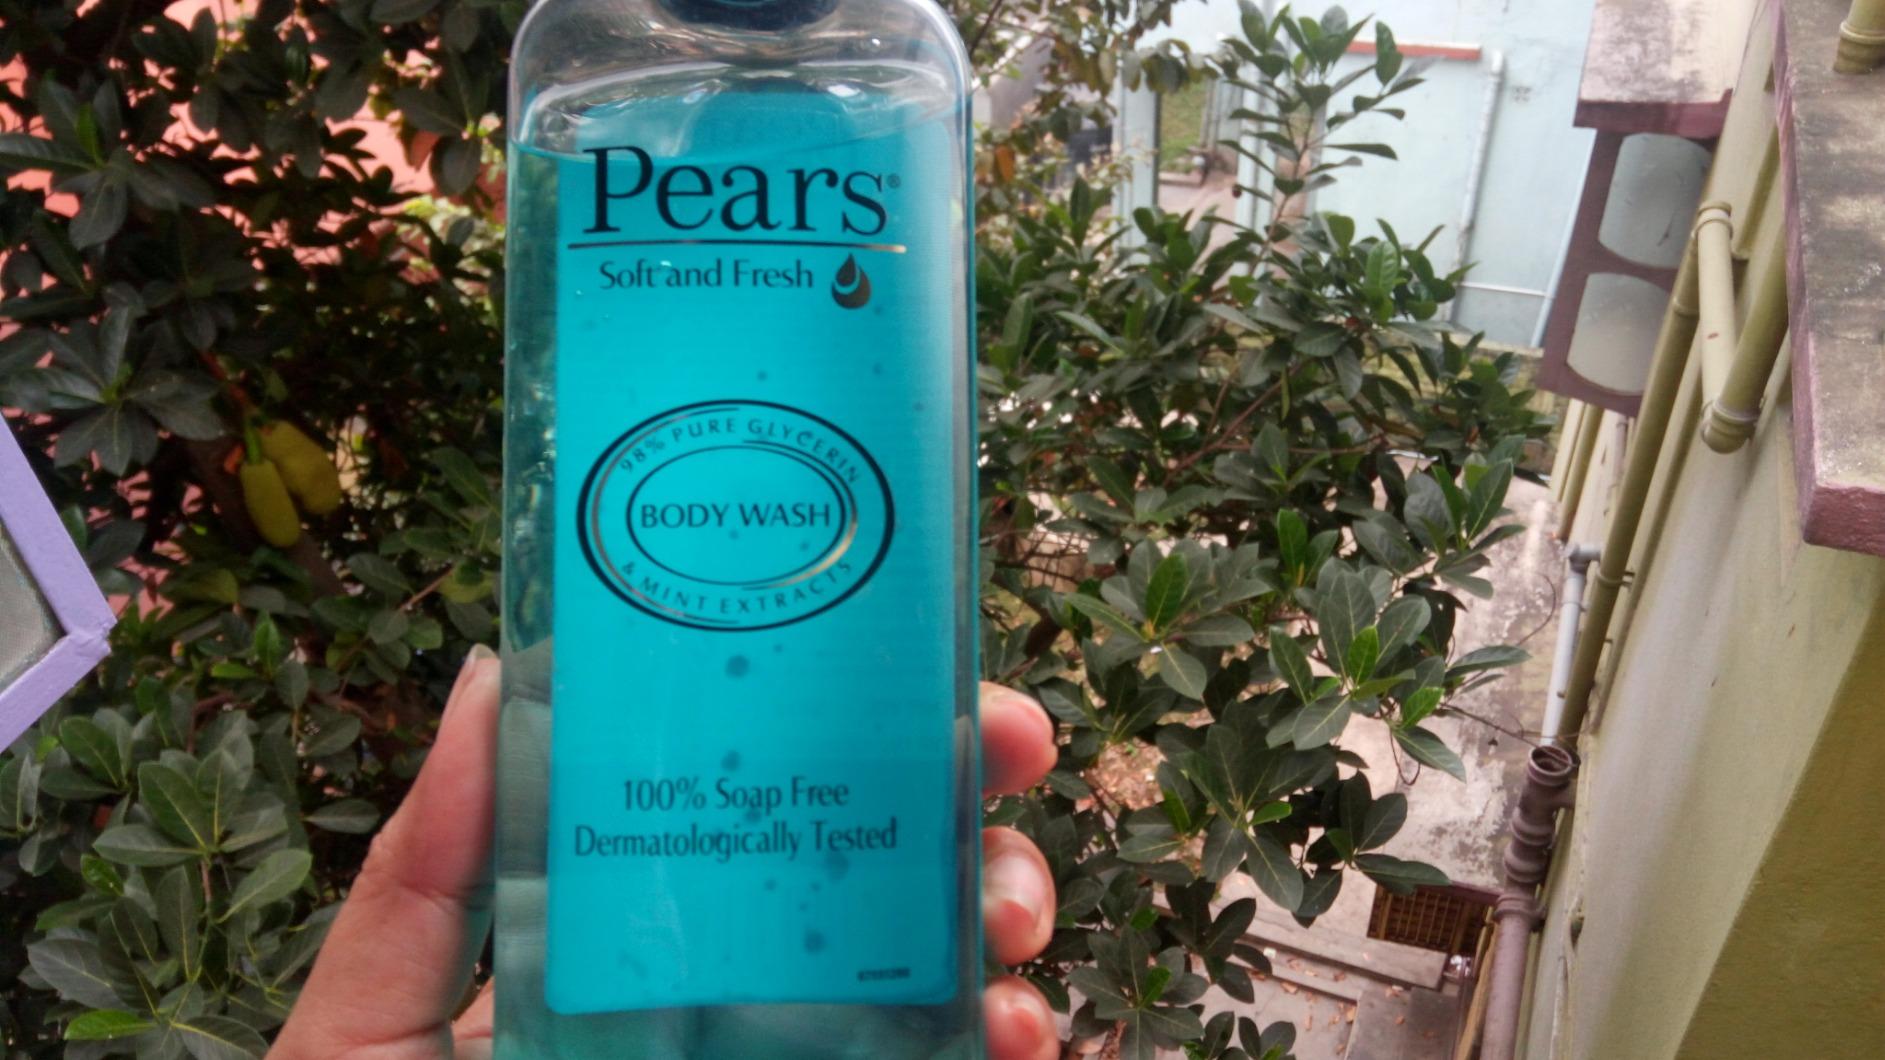 Pears®
Soft and Fresh
98% PURE GLYCERIN
BODY WASH
& MINT EXTRACTS
100% Soap Free
Dermatologically Tested